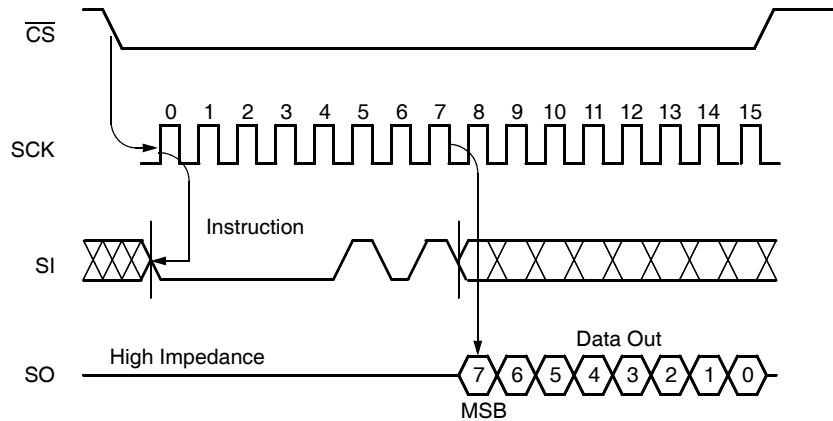 C̅S̅
0 1 2 3 4 5 6 7 8 9 10 11 12 13 14 15
SCK
Instruction
SI
High Impedance
Data Out
SO
7 6 5 4 3 2 1 0
MSB